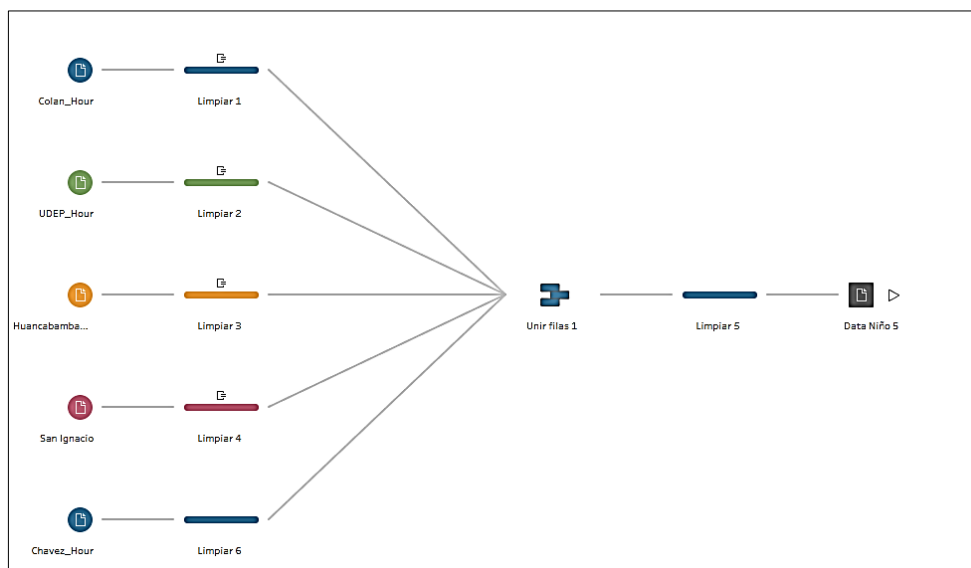 Colan_Hour
Limpiar 1
UDEP_Hour
Limpiar 2
Huancabamba...
Limpiar 3
Unir filas 1
Limpiar 5
Data Niño 5
San Ignacio
Limpiar 4
Chavez_Hour
Limpiar 6